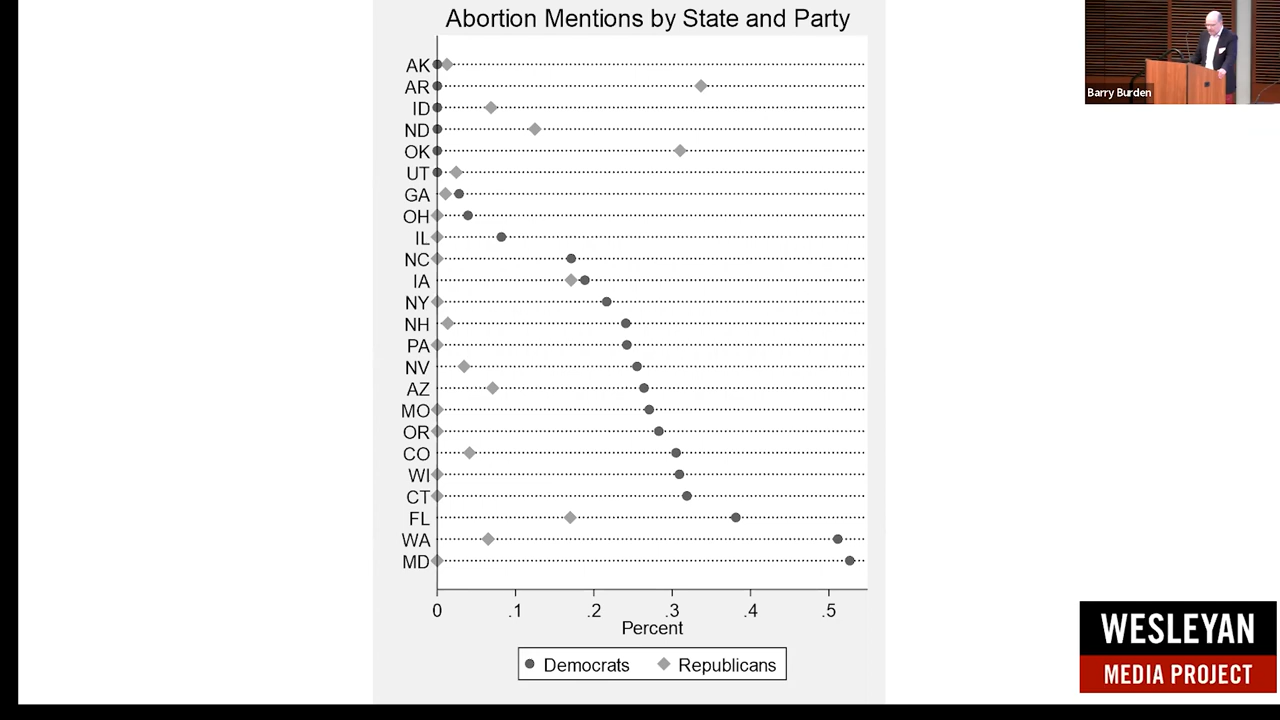 Abortion Mentions by State and Party
AK
AR
ID
ND
OK
UT
GA
OH
IL
NC
IA
NY
NH
PA
NV
AZ
MO
OR
CO
WI
CT
FL
WA
MD
0 .1 .2 .3 .4 .5
Percent
Democrats Republicans
Barry Burden
WESLEYAN
MEDIA PROJECT